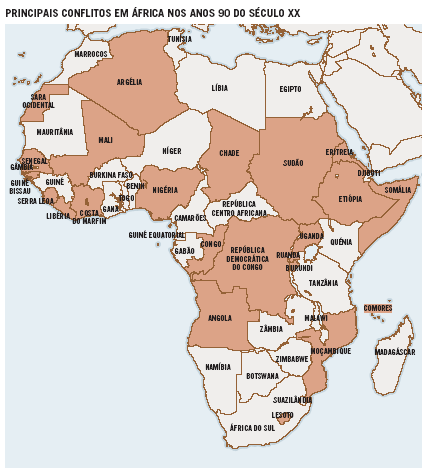 PRINCIPAIS CONFLITOS EM ÁFRICA NOS ANOS 90 DO SÉCULO XX
TUNÍSIA
MARROCOS
ARGÉLIA
LÍBIA
EGIPTO
SARA
OCIDENTAL
MAURITÂNIA
MALI
NÍGER
CHADE
SUDÃO
ERITREIA
DJIBUTI
SENEGAL
GÂMBIA
GUINÉ
BISSAU
GUINÉ
BURKINA FASO
BENIM
TOGO
GANA
SERRA LEOA
LIBÉRIA
COSTA
DO MARFIM
NIGÉRIA
CAMARÕES
REPÚBLICA
CENTRO AFRICANA
ETIÓPIA
SOMÁLIA
GUINÉ EQUATORIAL
GABÃO
CONGO
REPÚBLICA
DEMOCRÁTICA
DO CONGO
UGANDA
QUÉNIA
RUANDA
BURUNDI
TANZÂNIA
COMORES
ANGOLA
ZÂMBIA
MALAWI
MOÇAMBIQUE
MADAGÁSCAR
NAMÍBIA
ZIMBABWE
BOTSWANA
SUAZILÂNDIA
LESOTO
ÁFRICA DO SUL